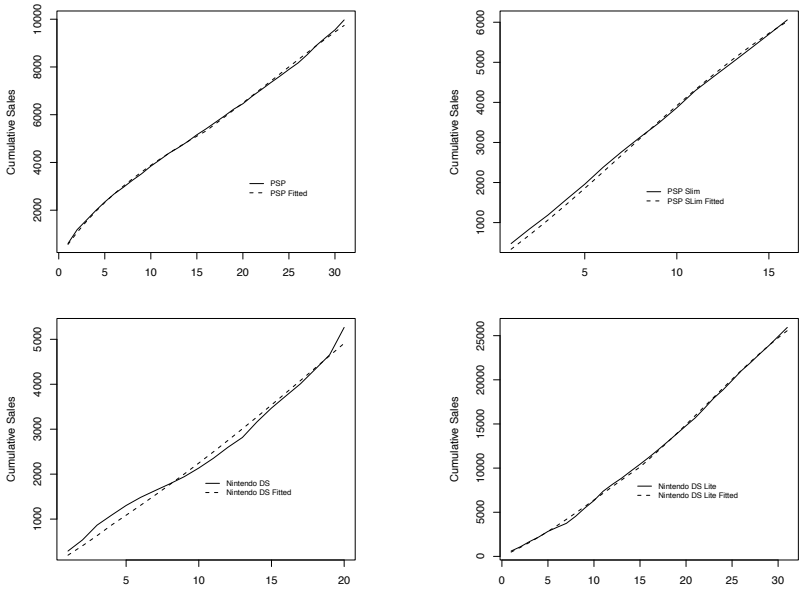 Cumulative Sales
2000 4000 6000 8000 10000
PSP
PSP Fitted
0 5 10 15 20 25 30
Cumulative Sales
1000 2000 3000 4000 5000 6000
PSP Slim
PSP SLim Fitted
5 10 15
Cumulative Sales
1000 2000 3000 4000 5000
Nintendo DS
Nintendo DS Fitted
5 10 15 20
Cumulative Sales
0 5000 10000 15000 20000 25000
Nintendo DS Lite
Nintendo DS Lite Fitted
0 5 10 15 20 25 30